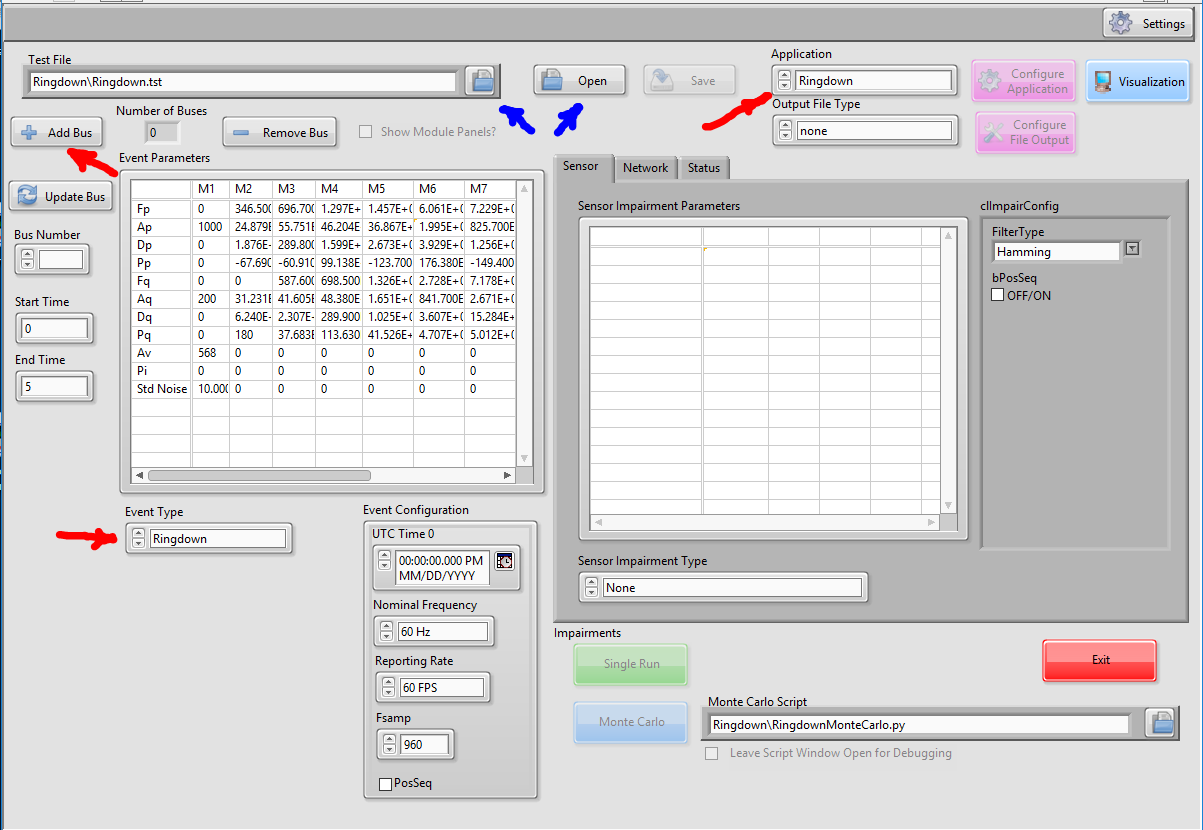 Settings
Test File
Ringdown\Ringdown.tst
Open
Save
Application
Ringdown
Configure
Application
Visualization
Output File Type
none
Configure
File Output
Add Bus
Number of Buses
0
Remove Bus
Show Module Panels?
Update Bus
Bus Number
Start Time
0
End Time
5
Event Parameters
M1 M2 M3 M4 M5 M6 M7
Fp 0 346.500 696.700 1.297E+ 1.457E+0 6.061E+0 7.229E+0
Ap 1000 24.879E 55.751E 46.204E 36.867E+ 1.995E+0 825.700E
Dp 0 1.876E- 289.800 1.599E+ 2.673E+0 3.929E+0 1.256E+0
Pp 0 -67.690 -60.910 99.138E -123.700 176.380E -149.400
Fq 0 0 587.600 698.500 1.326E+0 2.728E+0 7.178E+0
Aq 200 31.231E 41.605E 48.380E 1.651E+0 841.700E 2.671E+0
Dq 0 6.240E- 2.307E- 289.900 1.025E+0 3.607E+0 15.284E+
Pq 0 180 37.683E 113.630 41.526E+ 4.707E+0 5.012E+0
Av 568 0 0 0 0 0 0
Pi 0 0 0 0 0 0 0
Std Noise 10.000 0 0 0 0 0 0
Event Type
Ringdown
Event Configuration
UTC Time 0
00:00:00.000 PM
MM/DD/YYYY
Nominal Frequency
60 Hz
Reporting Rate
60 FPS
Fsamp
960
PosSeq
Sensor
Network
Status
Sensor Impairment Parameters
clImpairConfig
FilterType
Hamming
bPosSeq
OFF/ON
Sensor Impairment Type
None
Impairments
Single Run
Exit
Monte Carlo
Monte Carlo Script
Ringdown\RingdownMonteCarlo.py
Leave Script Window Open for Debugging